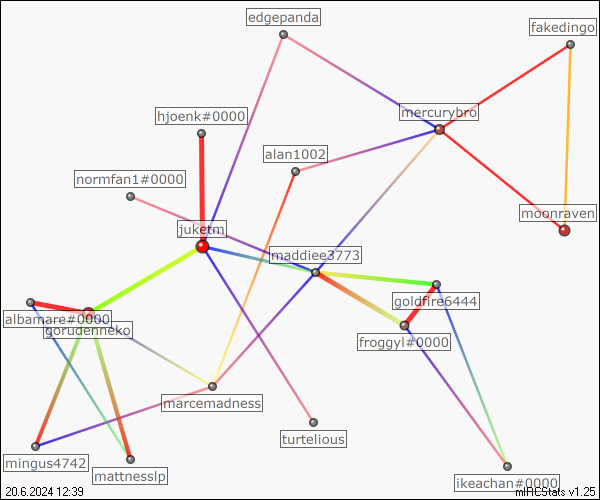 edgepanda
fakedingo
hjoenk#0000
mercurybro
alan1002
normfan1#0000
moonraven
juketm
maddiee3773
goldfire6444
albamare#0000
gorudenneko
froggyl#0000
marcemadness
turtelious
mingus4742
mattnesslp
ikeachan#0000
20.6.2024 12:39
mIRCStats v1.25